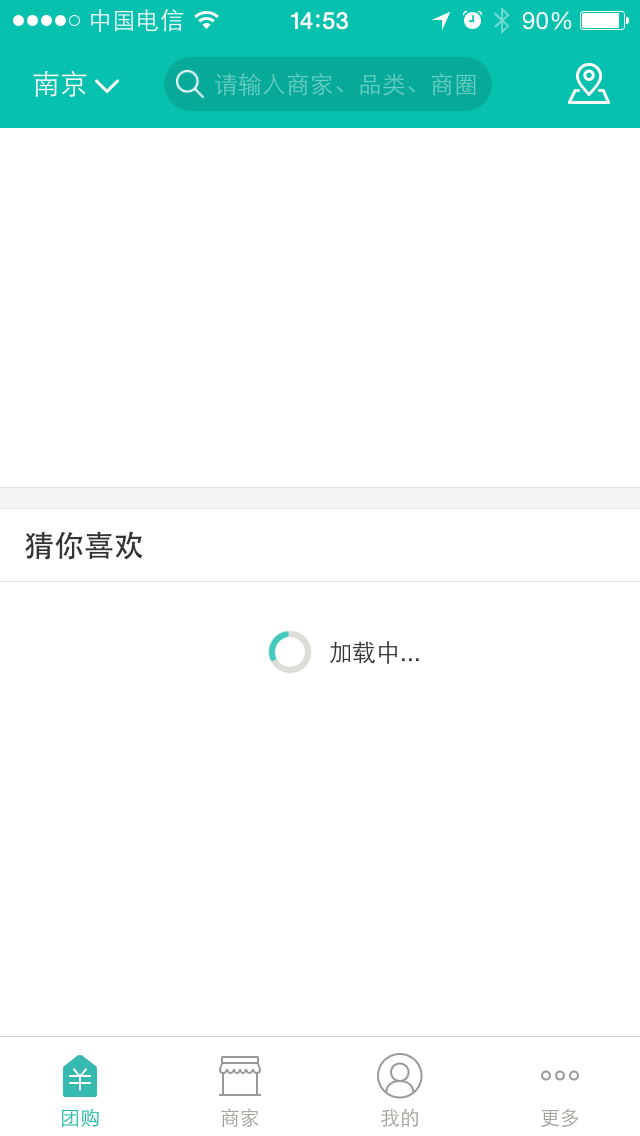 中国电信 14:53 90%
南京 请输入商家、品类、商圈
猜你喜欢
加载中...
团购 商家 我的 更多